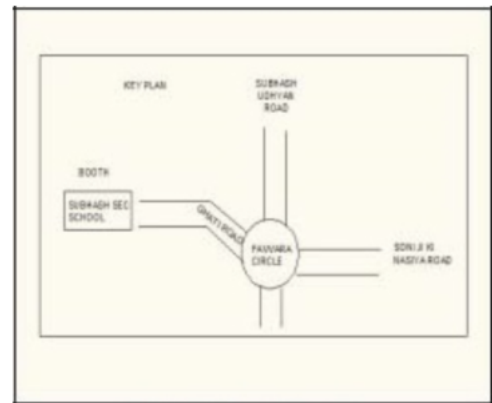 KEY PLAN
SUBHASH
UDHYAN
ROAD
BOOTH
SUBHASH SEC
SCHOOL
GHATI ROAD
FAWARA
CIRCLE
SONI JI KI
NASIYA ROAD